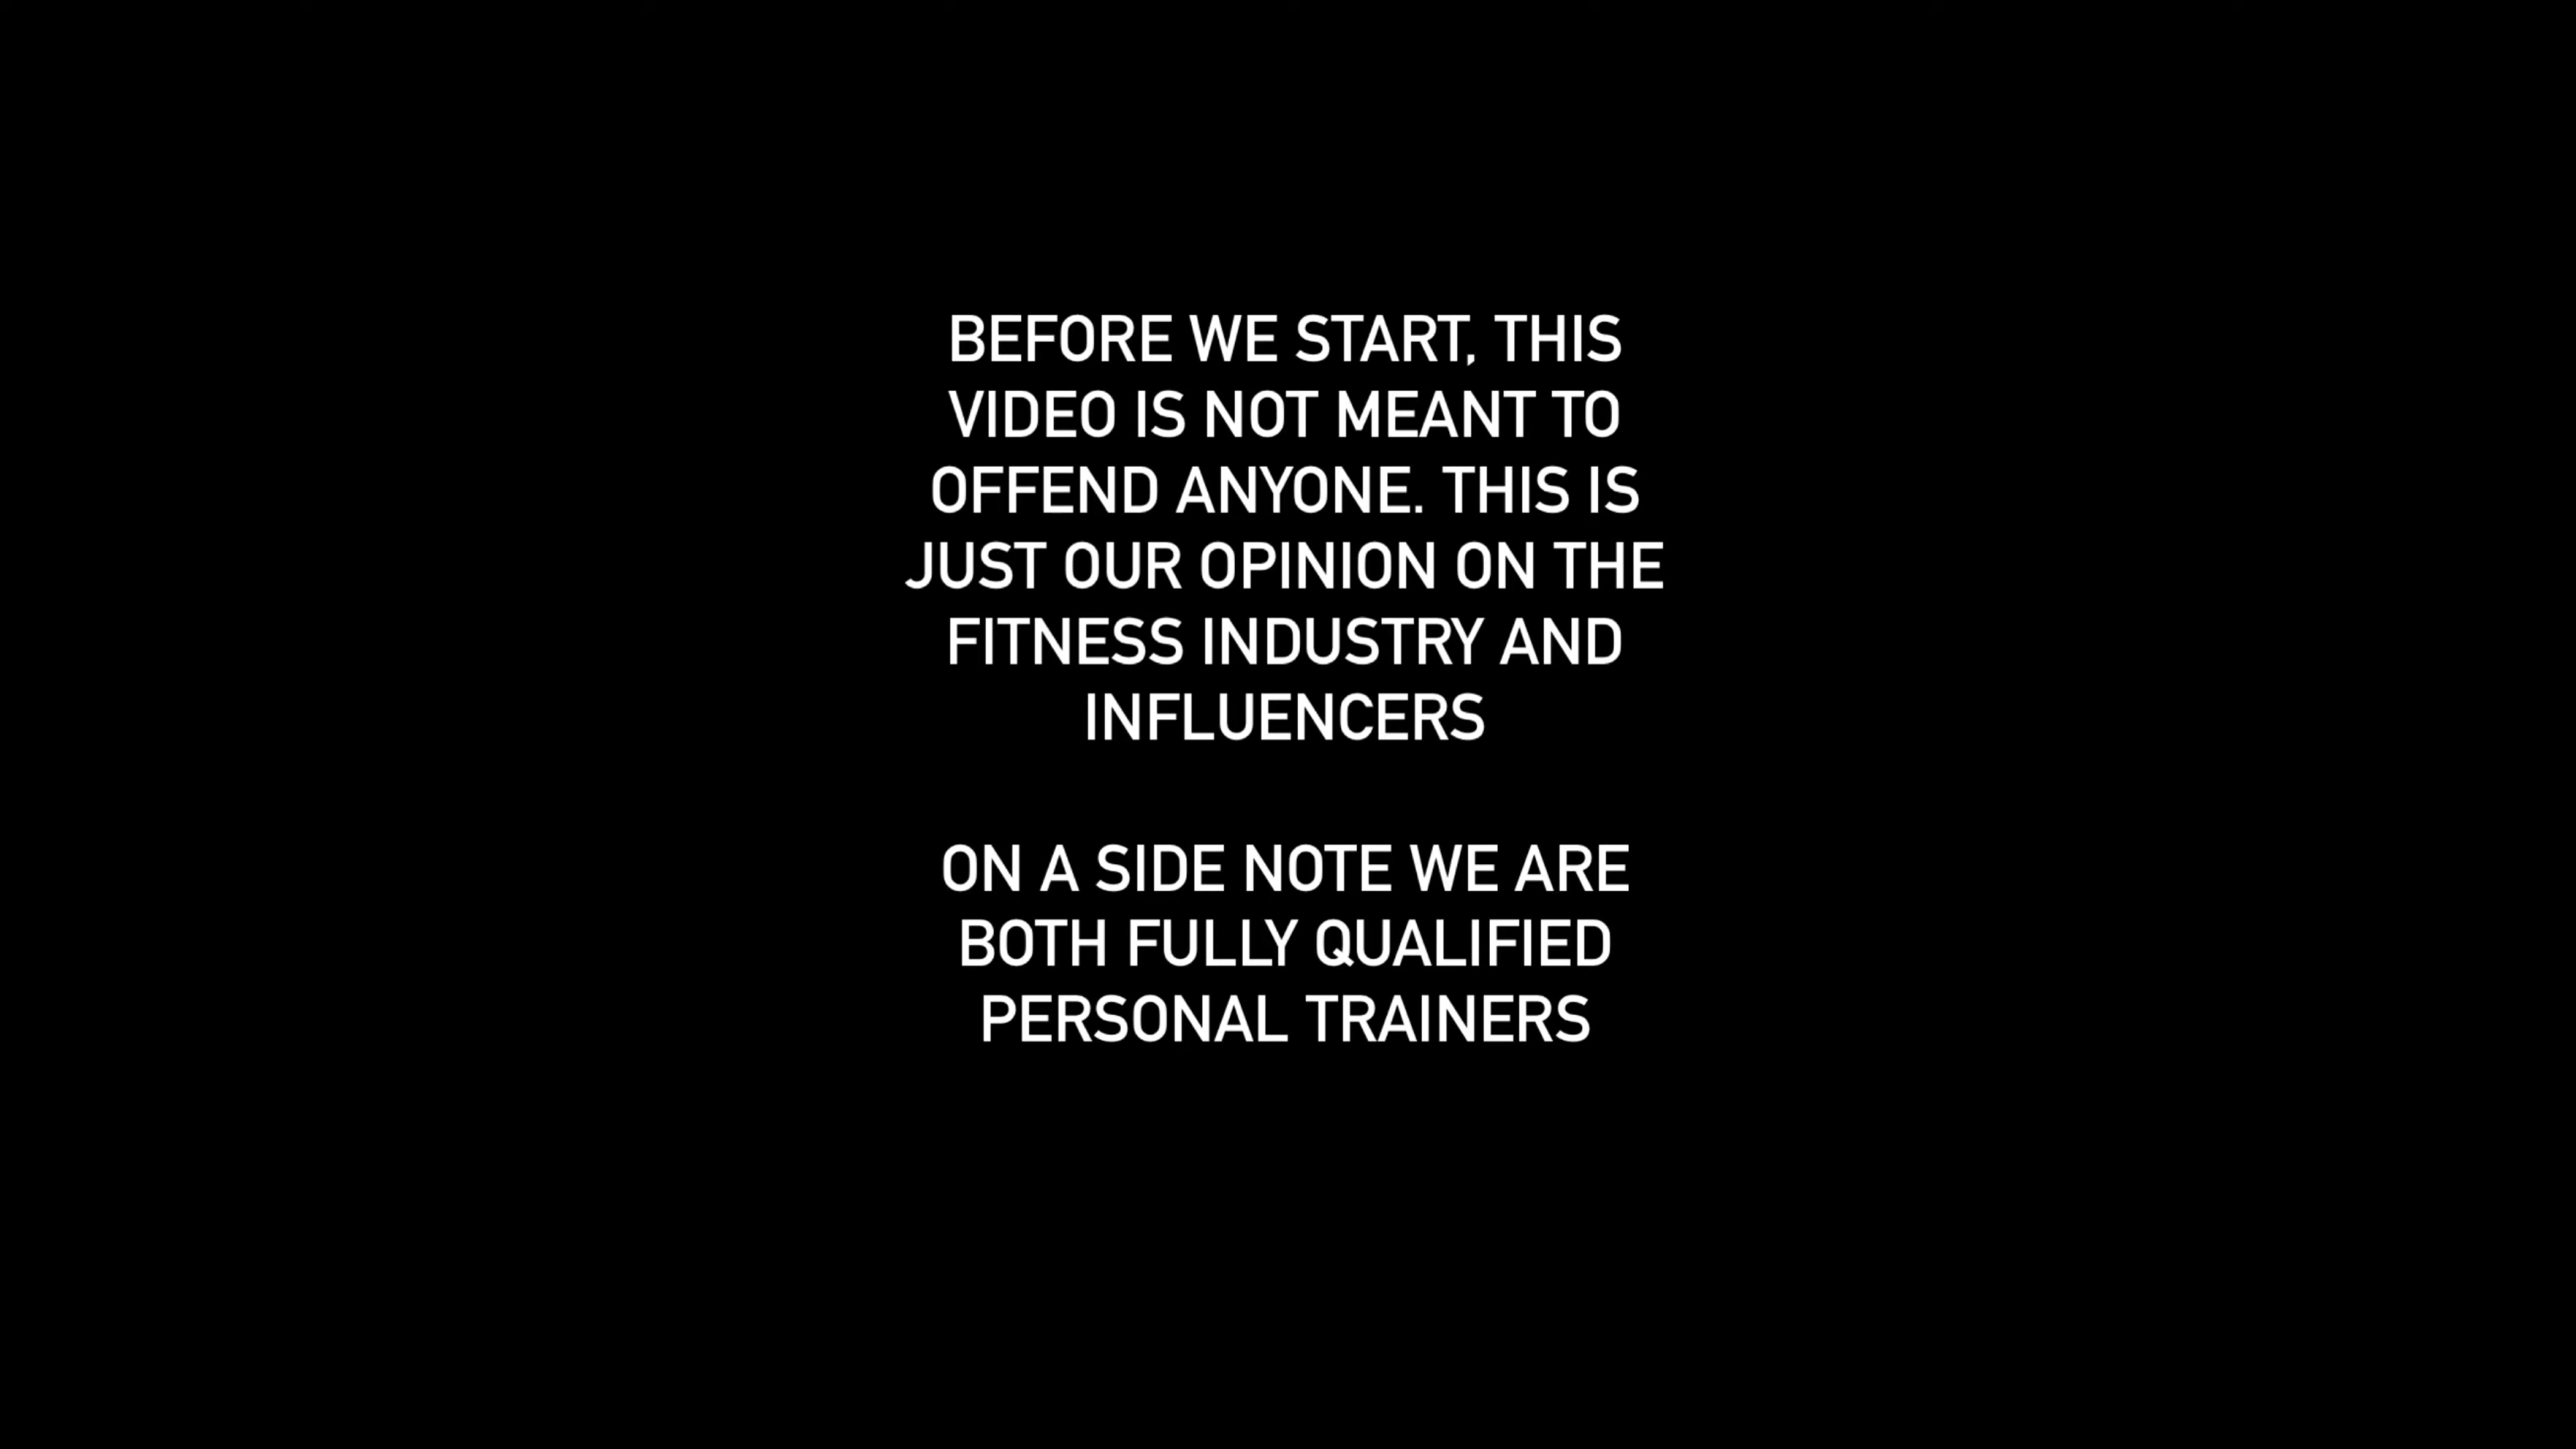 BEFORE WE START, THIS
VIDEO IS NOT MEANT TO
OFFEND ANYONE. THIS IS
JUST OUR OPINION ON THE
FITNESS INDUSTRY AND
INFLUENCERS
ON A SIDE NOTE WE ARE
BOTH FULLY QUALIFIED
PERSONAL TRAINERS